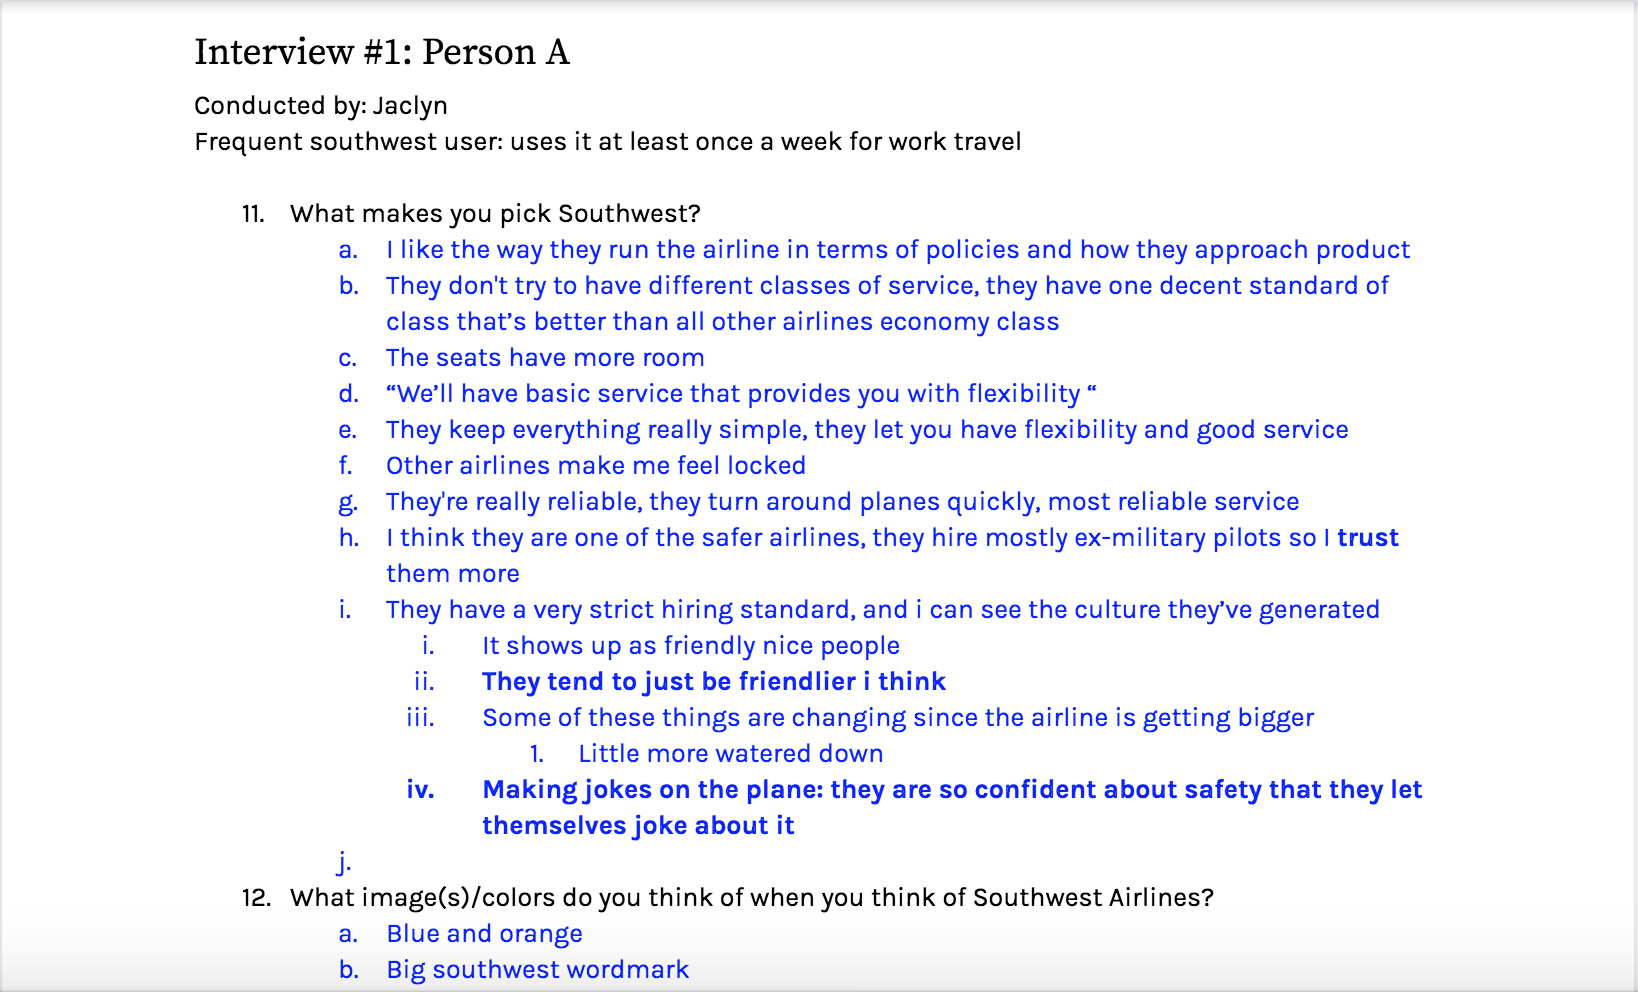 Interview #1: Person A
Conducted by: Jaclyn
Frequent southwest user: uses it at least once a week for work travel
11. What makes you pick Southwest?
a. I like the way they run the airline in terms of policies and how they approach product
b. They don't try to have different classes of service, they have one decent standard of
class that’s better than all other airlines economy class
c. The seats have more room
d. “We’ll have basic service that provides you with flexibility “
e. They keep everything really simple, they let you have flexibility and good service
f. Other airlines make me feel locked
g. They're really reliable, they turn around planes quickly, most reliable service
h. I think they are one of the safer airlines, they hire mostly ex-military pilots so I trust
them more
i. They have a very strict hiring standard, and i can see the culture they’ve generated
i. It shows up as friendly nice people
ii. They tend to just be friendlier i think
iii. Some of these things are changing since the airline is getting bigger
1. Little more watered down
iv. Making jokes on the plane: they are so confident about safety that they let
themselves joke about it
j.
12. What image(s)/colors do you think of when you think of Southwest Airlines?
a. Blue and orange
b. Big southwest wordmark